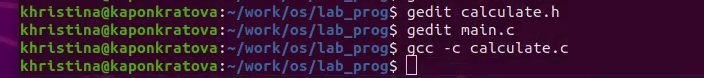 khristina@kaponkratova:~/work/os/lab_prog$ gedit calculate.h
khristina@kaponkratova:~/work/os/lab_prog$ gedit main.c
khristina@kaponkratova:~/work/os/lab_prog$ gcc -c calculate.c
khristina@kaponkratova:~/work/os/lab_prog$